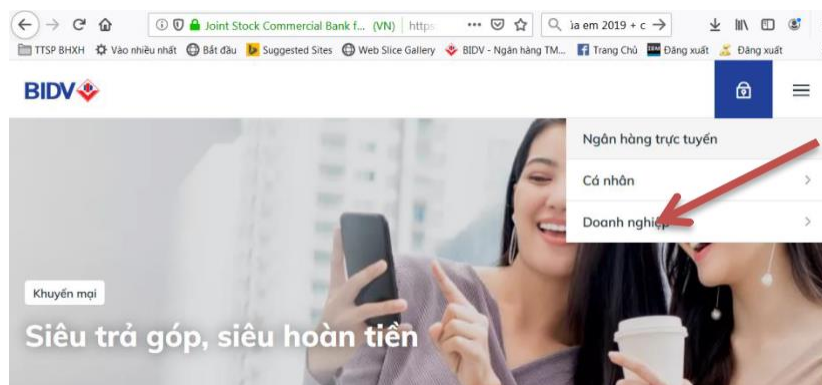 Joint Stock Commercial Bank f... (VN) https
ìa em 2019 + c
TTSP BHXH Vào nhiều nhất Bắt đầu Suggested Sites Web Slice Gallery BIDV - Ngân hàng TM... Trang Chủ Đăng xuất Đăng xuất
BIDV
Ngân hàng trực tuyến
Cá nhân
Doanh nghiệp
Khuyến mại
Siêu trả góp, siêu hoàn tiền